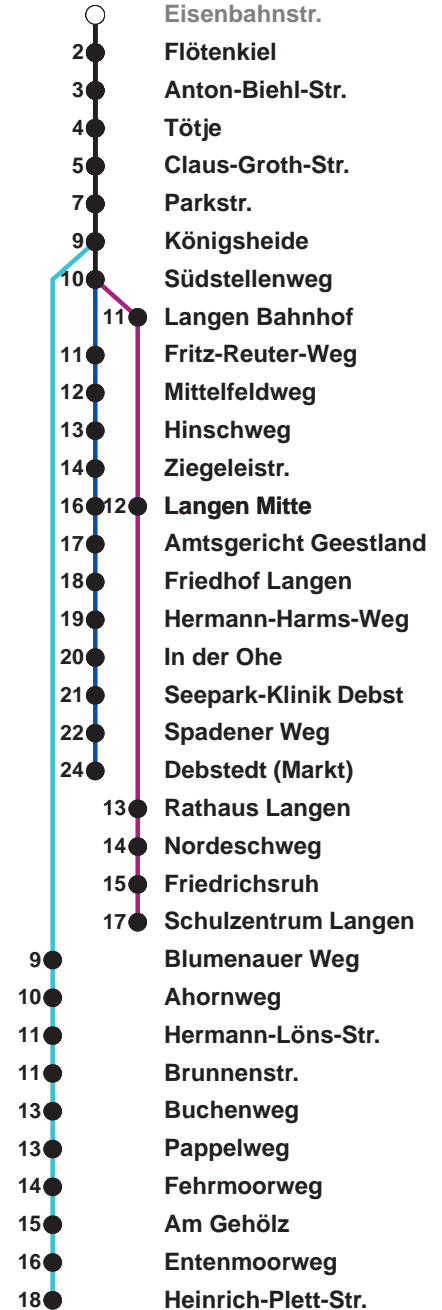 Eisenbahnstr.
2 Flötenkiel
3 Anton-Biehl-Str.
4 Tötje
5 Claus-Groth-Str.
7 Parkstr.
9 Königsheide
10 Südstellenweg
11 Langen Bahnhof
11 Fritz-Reuter-Weg
12 Mittelfeldweg
13 Hinschweg
14 Ziegeleistr.
16 12 Langen Mitte
17 Amtsgericht Geestland
18 Friedhof Langen
19 Hermann-Harms-Weg
20 In der Ohe
21 Seepark-Klinik Debst
22 Spadener Weg
24 Debstedt (Markt)
13 Rathaus Langen
14 Nordeschweg
15 Friedrichsruh
17 Schulzentrum Langen
9 Blumenauer Weg
10 Ahornweg
11 Hermann-Löns-Str.
11 Brunnenstr.
13 Buchenweg
13 Pappelweg
14 Fehrmoorweg
15 Am Gehölz
16 Entenmoorweg
18 Heinrich-Plett-Str.